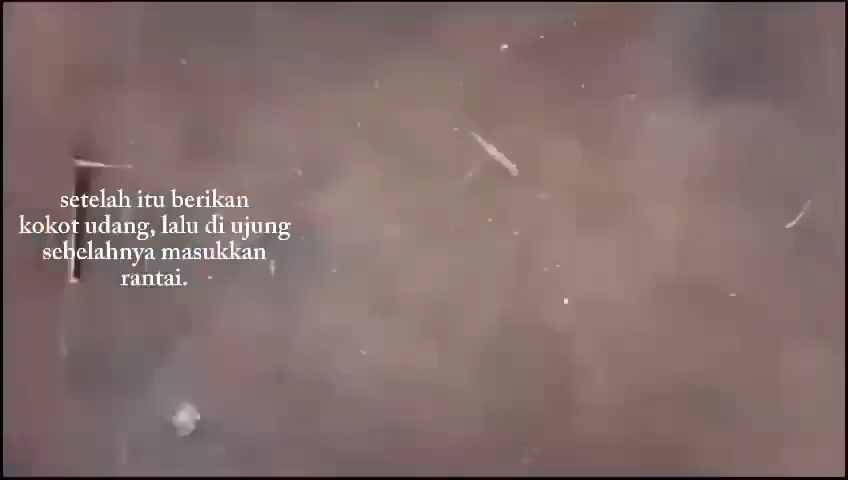 setelah itu berikan
kokot udang, lalu di ujung
sebelahnya masukkan
rantai.